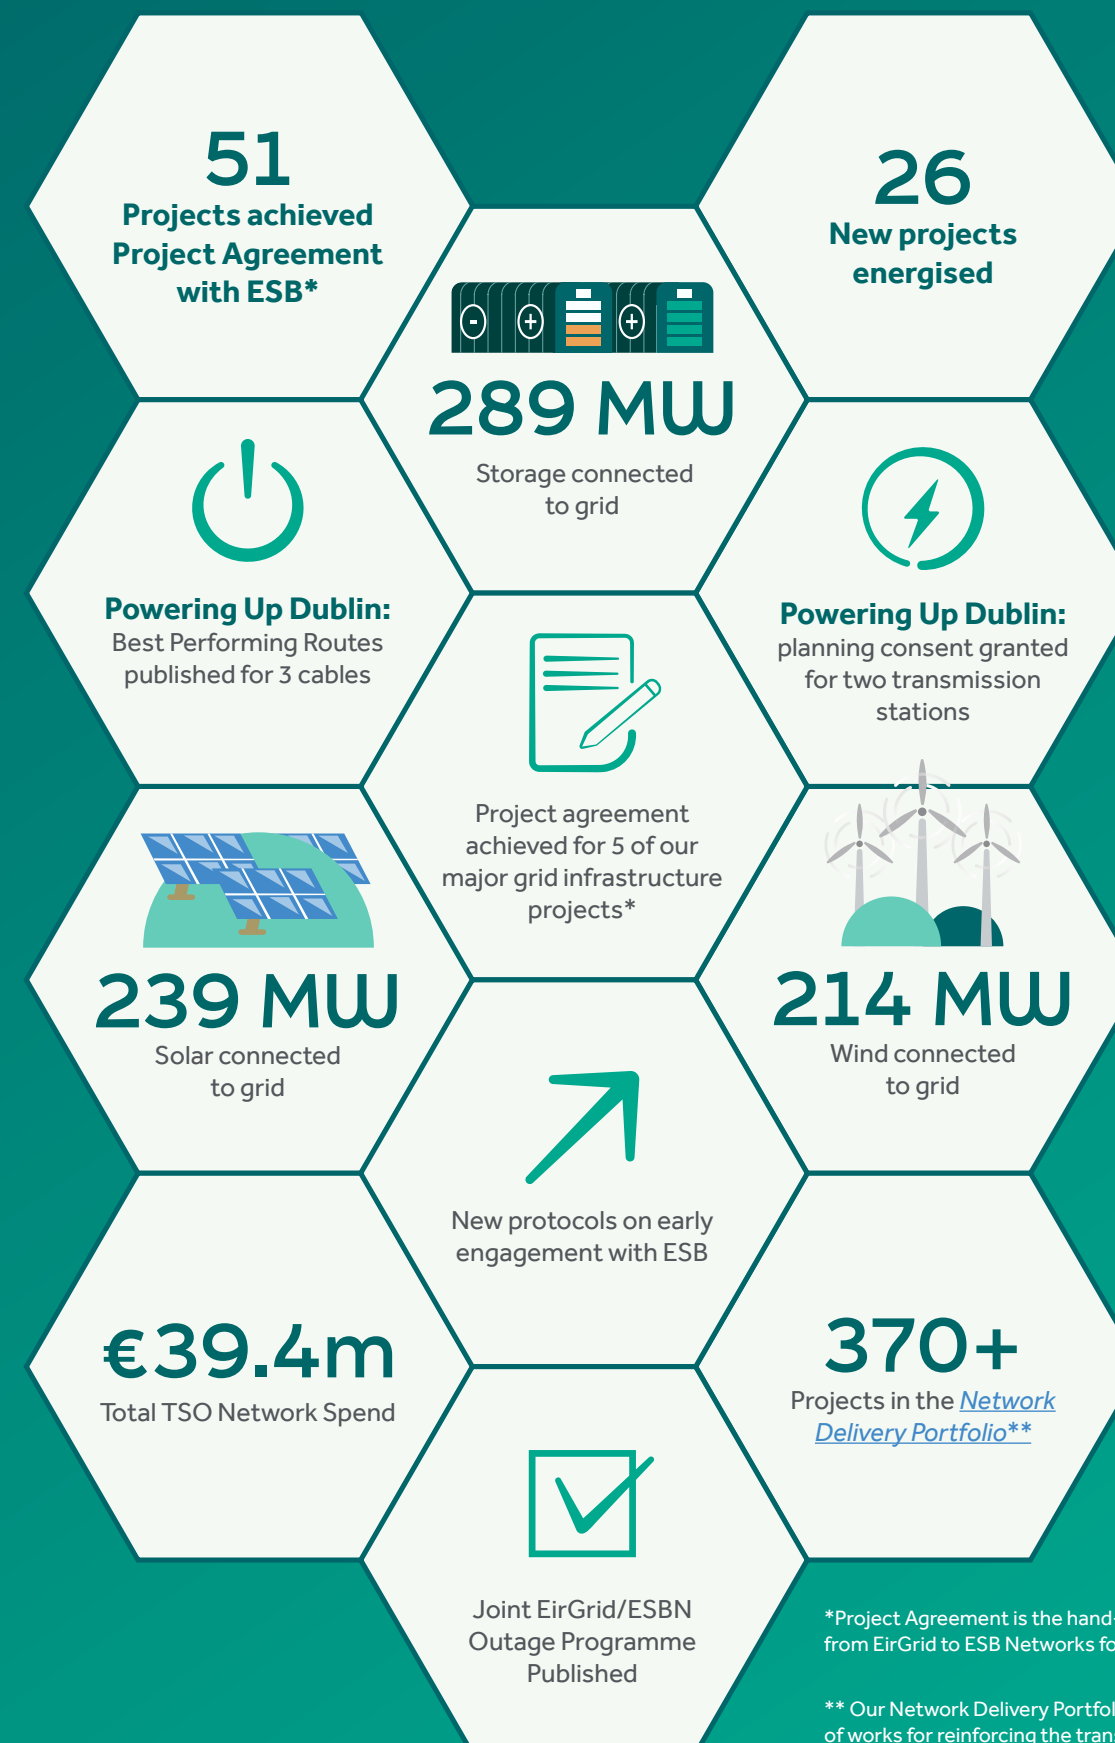 51
Projects achieved
Project Agreement
with ESB*
26
New projects
energised
289 MW
Storage connected
to grid
Powering Up Dublin:
Best Performing Routes
published for 3 cables
Powering Up Dublin:
planning consent granted
for two transmission
stations
Project agreement
achieved for 5 of our
major grid infrastructure
projects*
239 MW
Solar connected
to grid
214 MW
Wind connected
to grid
New protocols on early
engagement with ESB
€39.4m
Total TSO Network Spend
370+
Projects in the Network
Delivery Portfolio**
Joint EirGrid/ESBN
Outage Programme
Published
*Project Agreement is the hand-
from EirGrid to ESB Networks
** Our Network Delivery
of works for reinforcing the